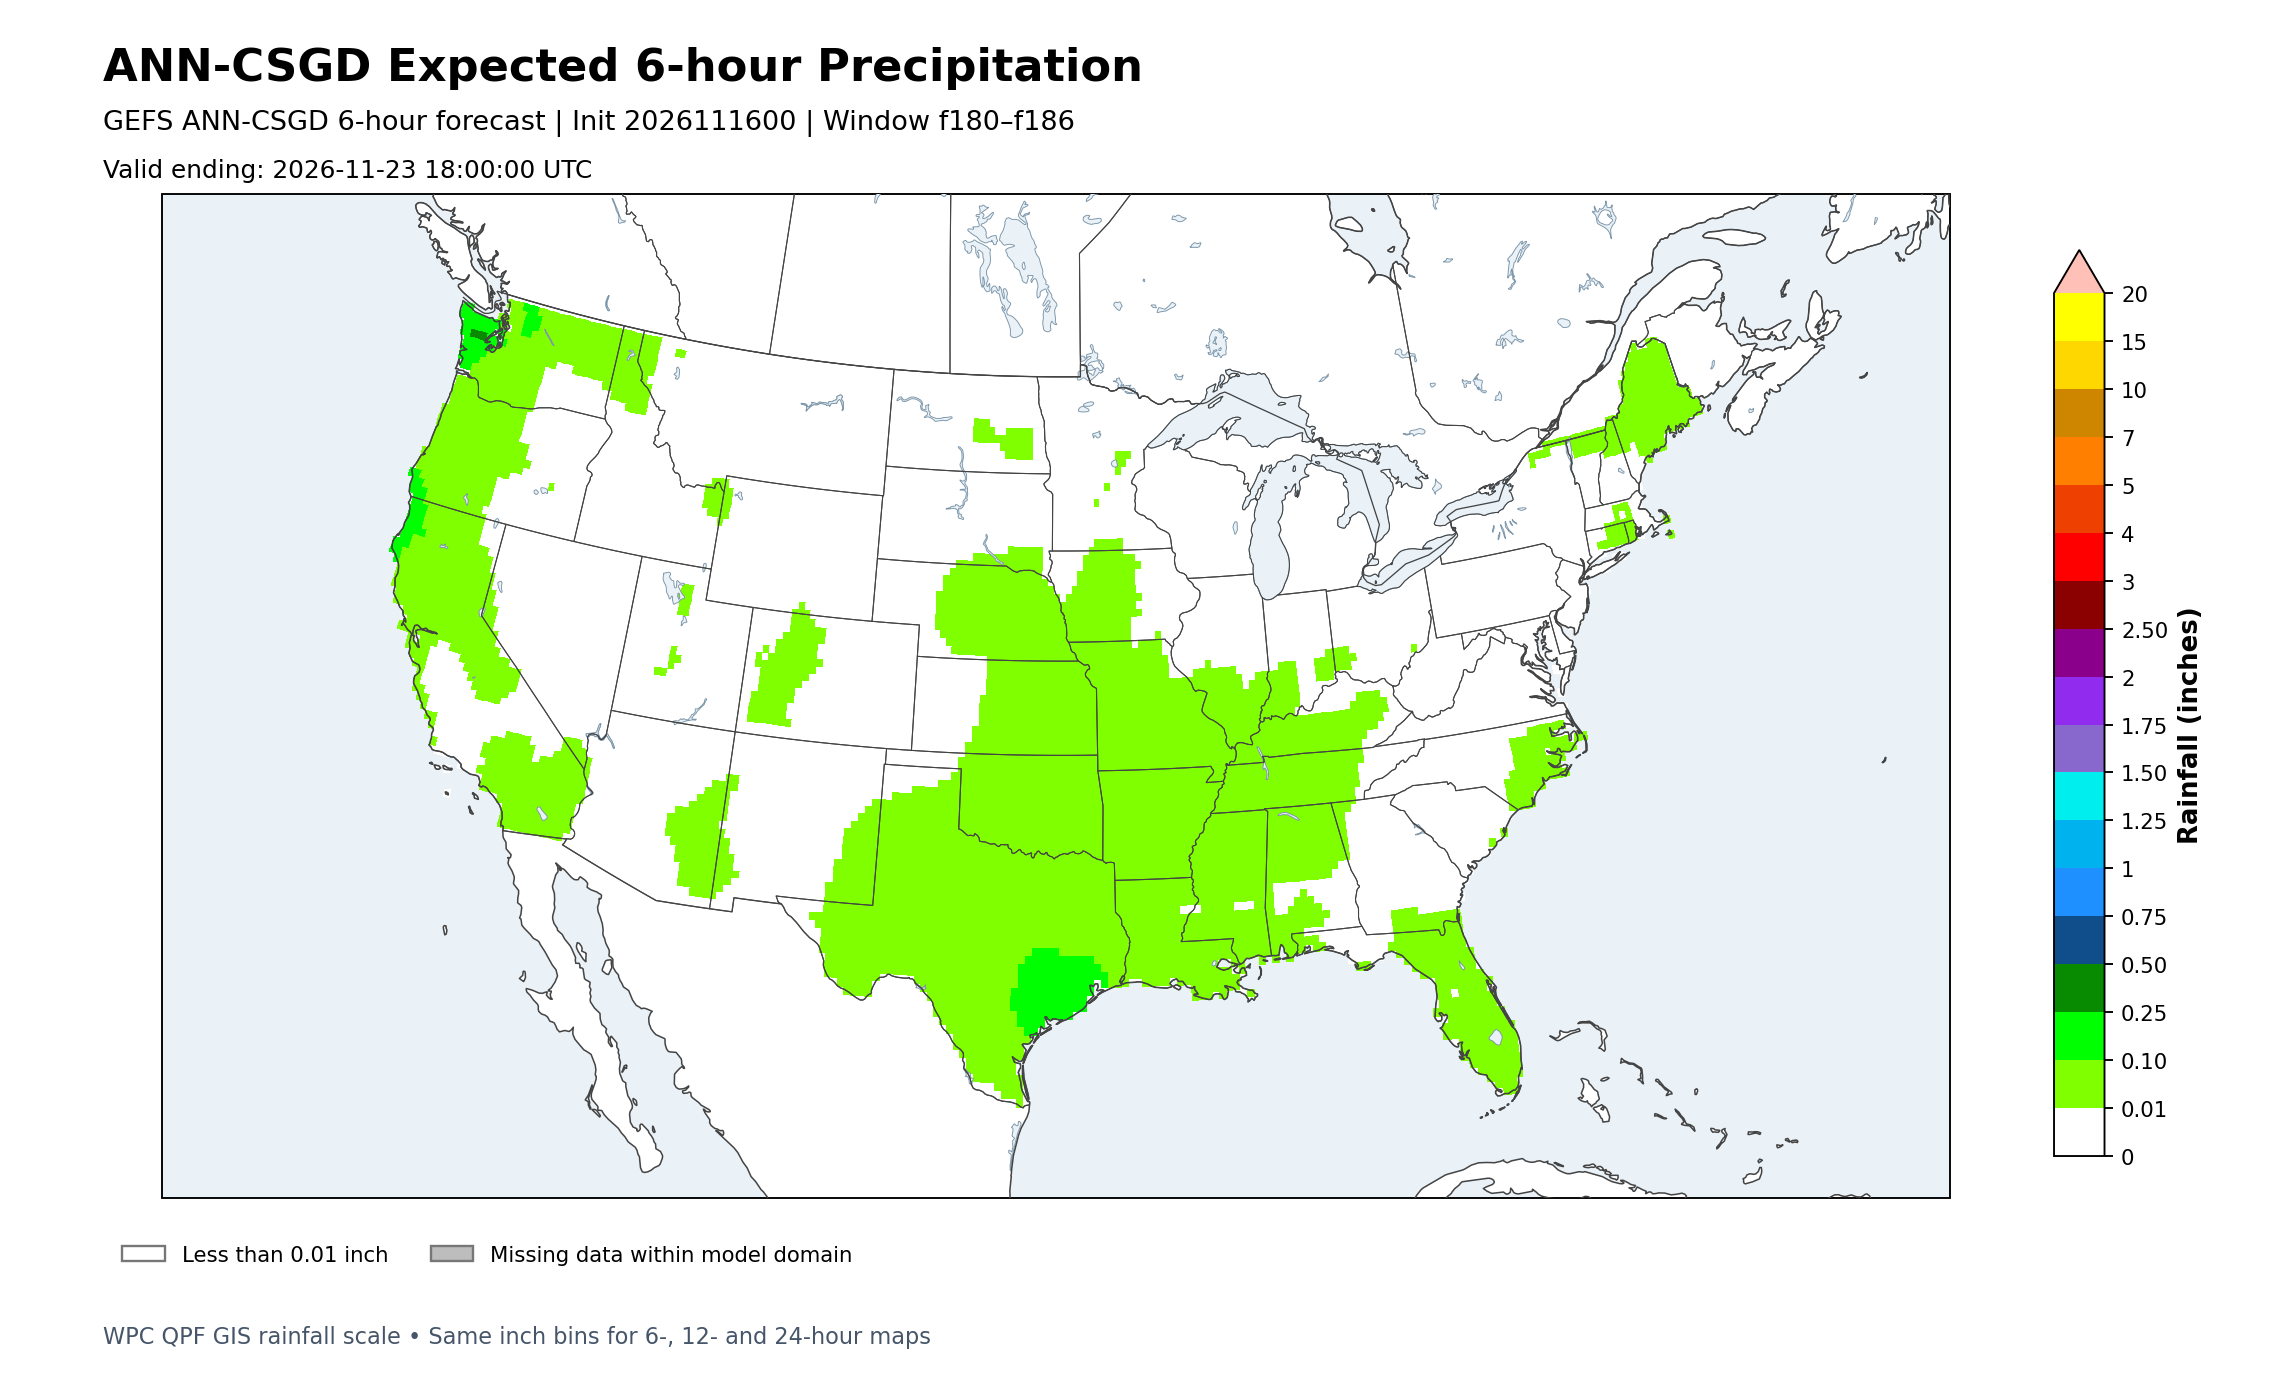 ANN-CSGD Expected 6-hour Precipitation
GEFS ANN-CSGD 6-hour forecast | Init 2026111600 | Window f180–f186
Valid ending: 2026-11-23 18:00:00 UTC
20
15
10
7
5
4
3
2.50
2
1.75
1.50
1.25
1
0.75
0.50
0.25
0.10
0.01
0
Rainfall (inches)
Less than 0.01 inch
Missing data within model domain
WPC QPF GIS rainfall scale • Same inch bins for 6-, 12- and 24-hour maps